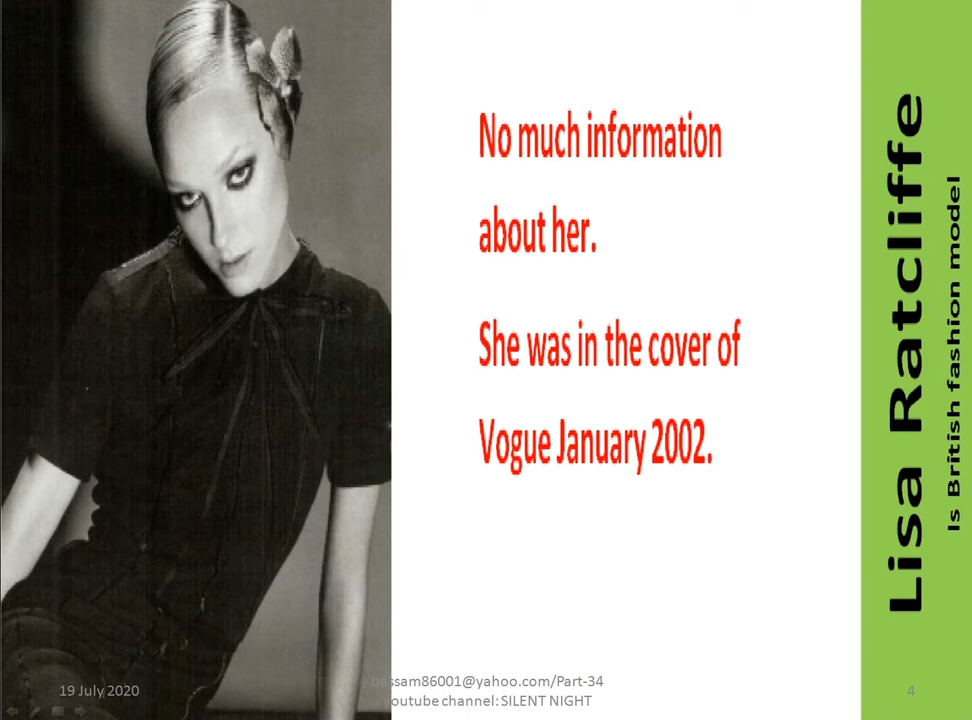 No much information
about her.
She was in the cover of
Vogue January 2002.
Lisa Ratcliffe
Is British fashion model
19 July 2020
bassam86001@yahoo.com/Part-34
outube channel: SILENT NIGHT
4